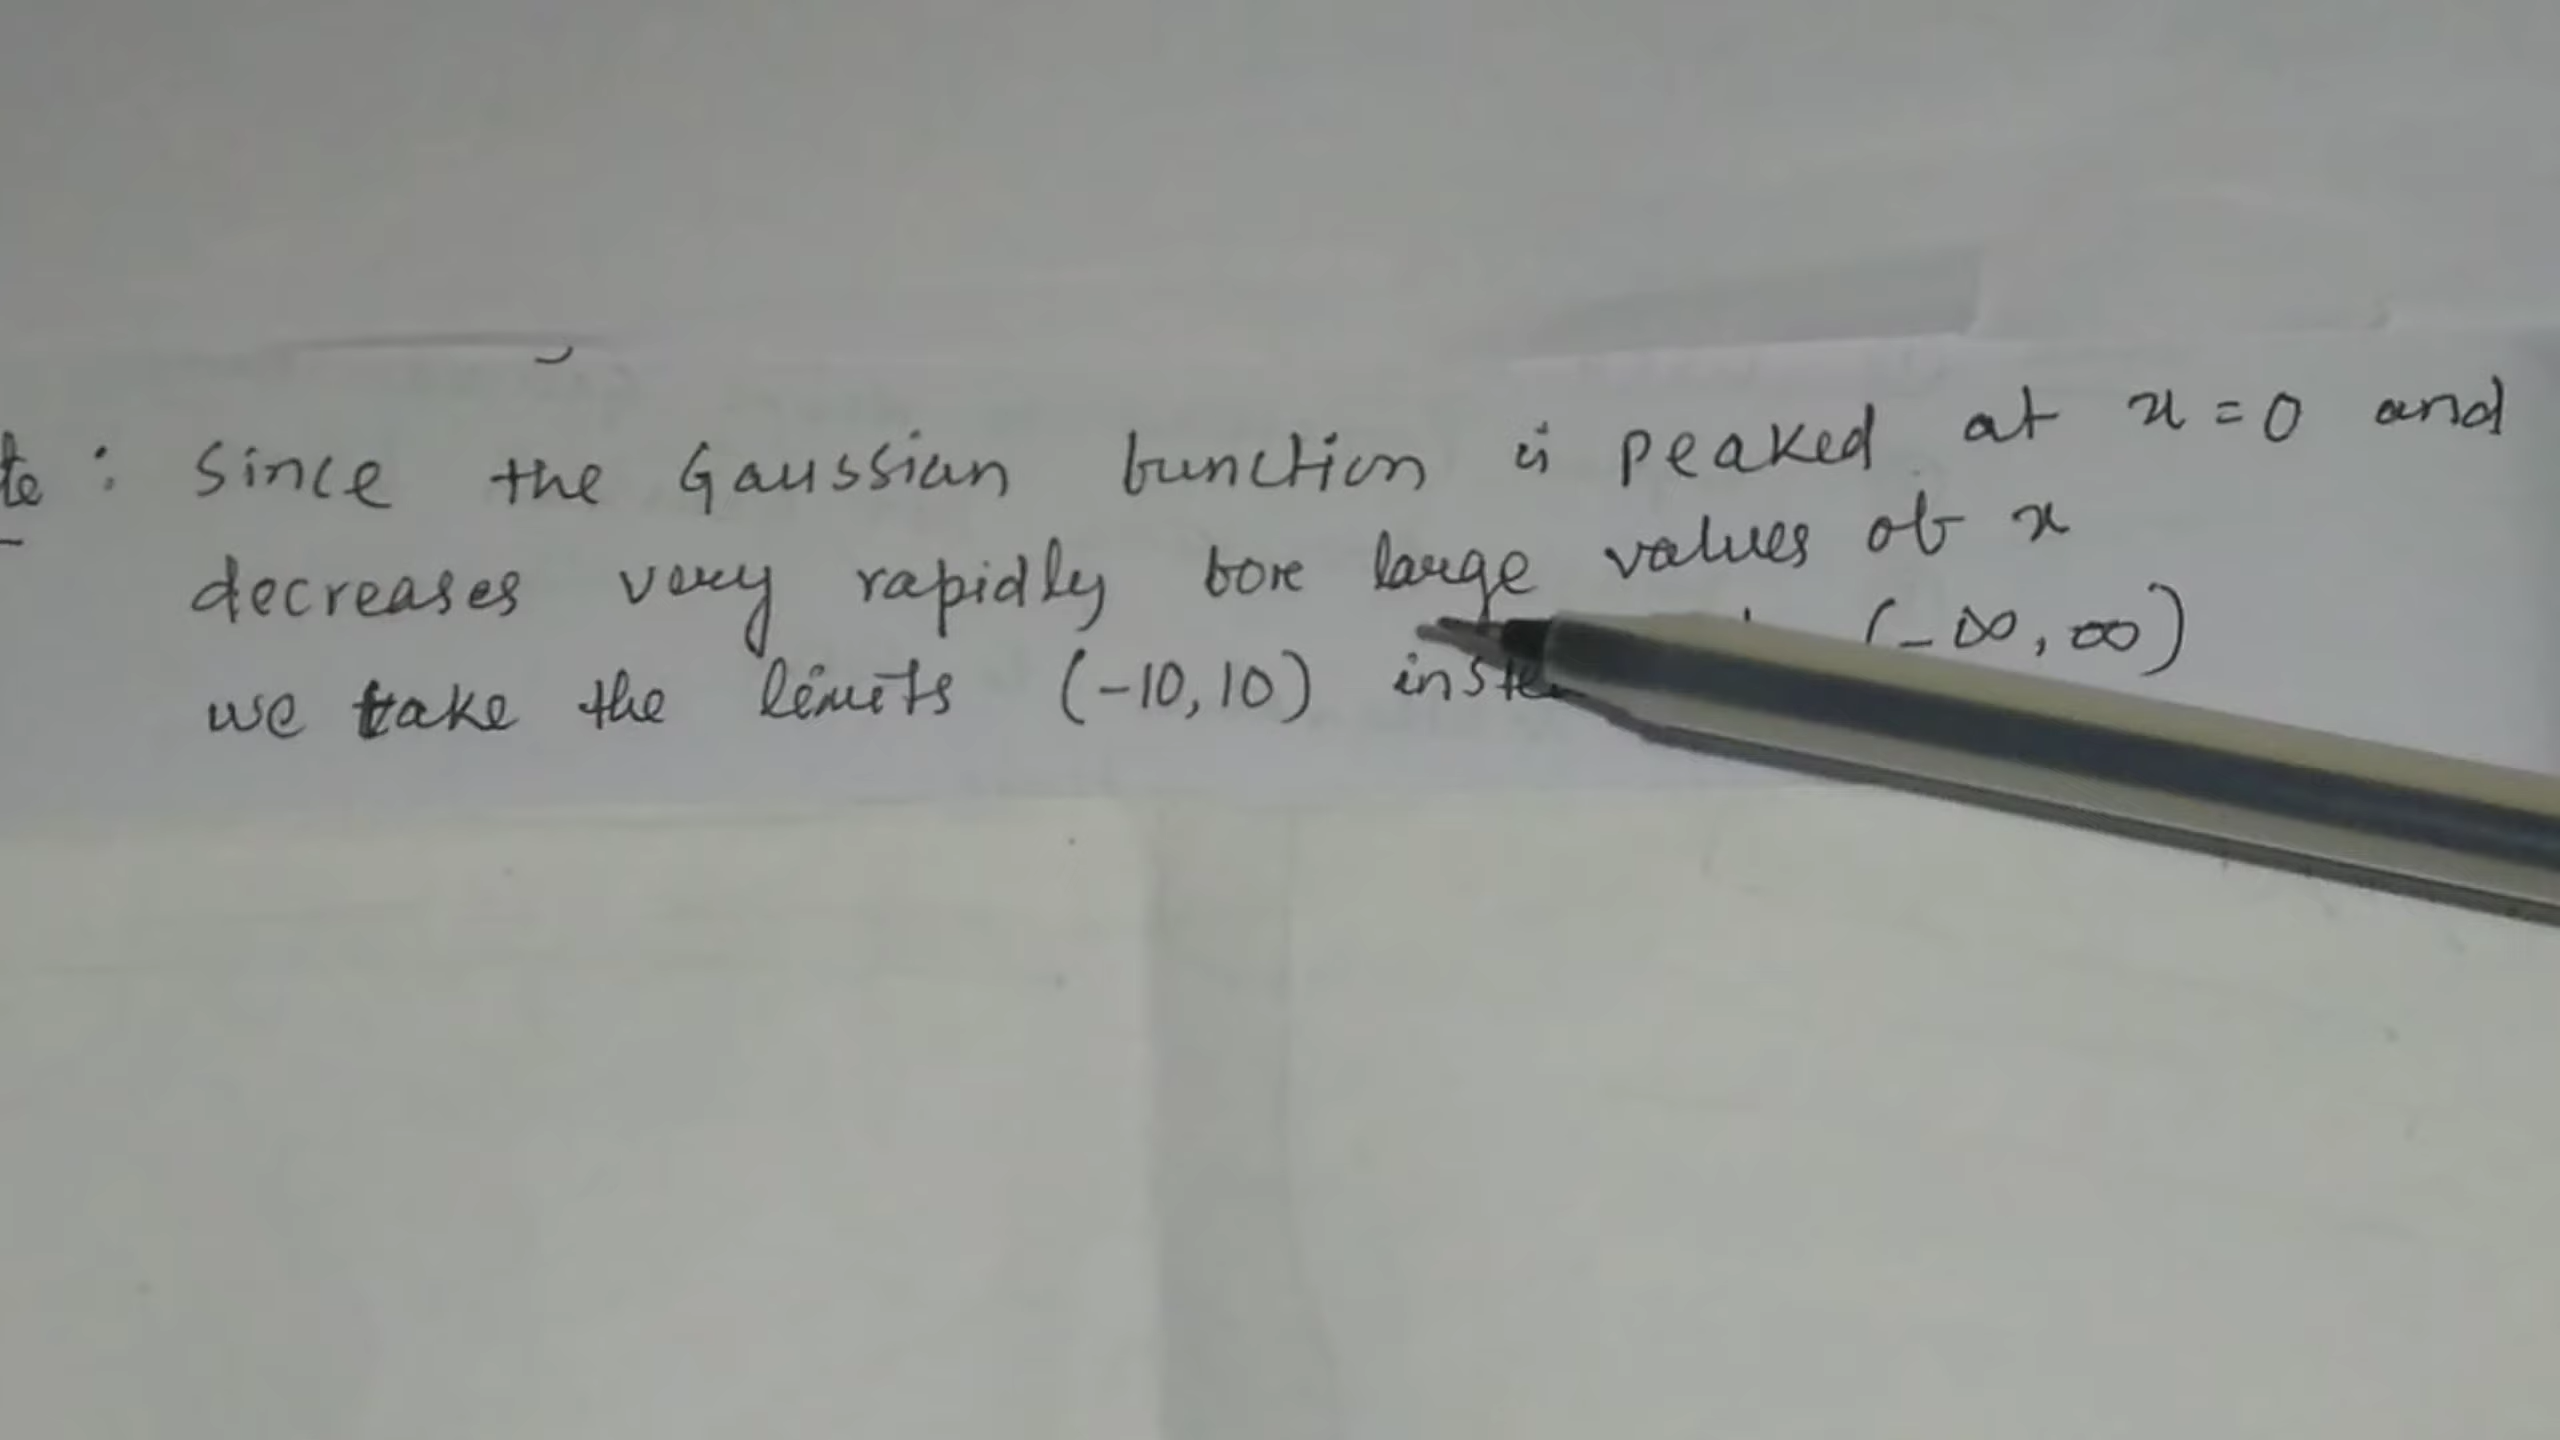 te : Since the Gaussian function is peaked at x = 0 and
decreases very rapidly for large values of x
we take the limits (-10, 10) inste (-∞, ∞)